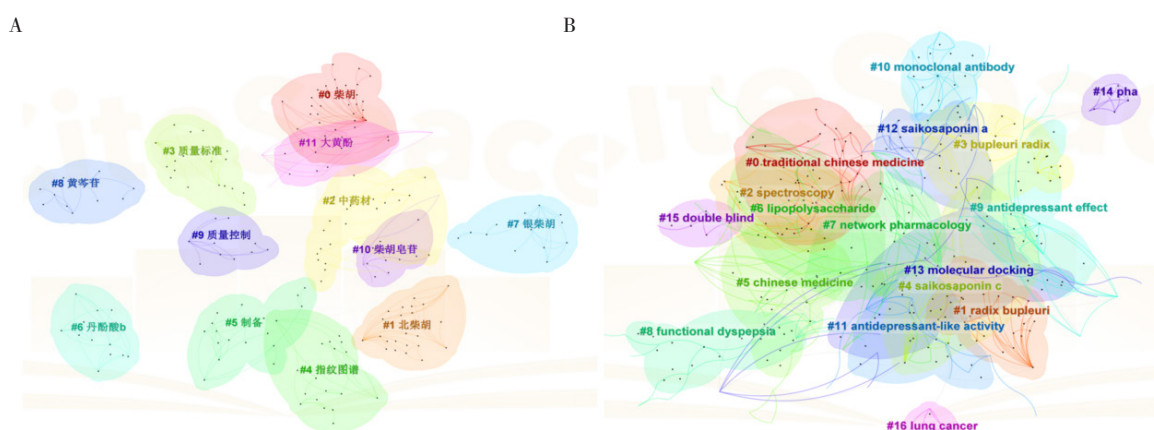 A
B
#0 柴胡
#11 大黄酚
#3 质量标准
#8 黄芩苷
#2 中药材
#9 质量控制
#10 柴胡皂苷
#7 银柴胡
#6 丹酚酸b
#5 制备
#1 北柴胡
#4 指纹图谱
#10 monoclonal antibody
#14 pha
#12 saikosaponin a
#3 bupleuri radix
#0 traditional chinese medicine
#2 spectroscopy
#6 lipopolysaccharide
#9 antidepressant effect
#15 double blind
#7 network pharmacology
#13 molecular docking
#5 chinese medicine
#4 saikosaponin c
#1 radix bupleuri
#8 functional dyspepsia
#11 antidepressant-like activity
#16 lung cancer